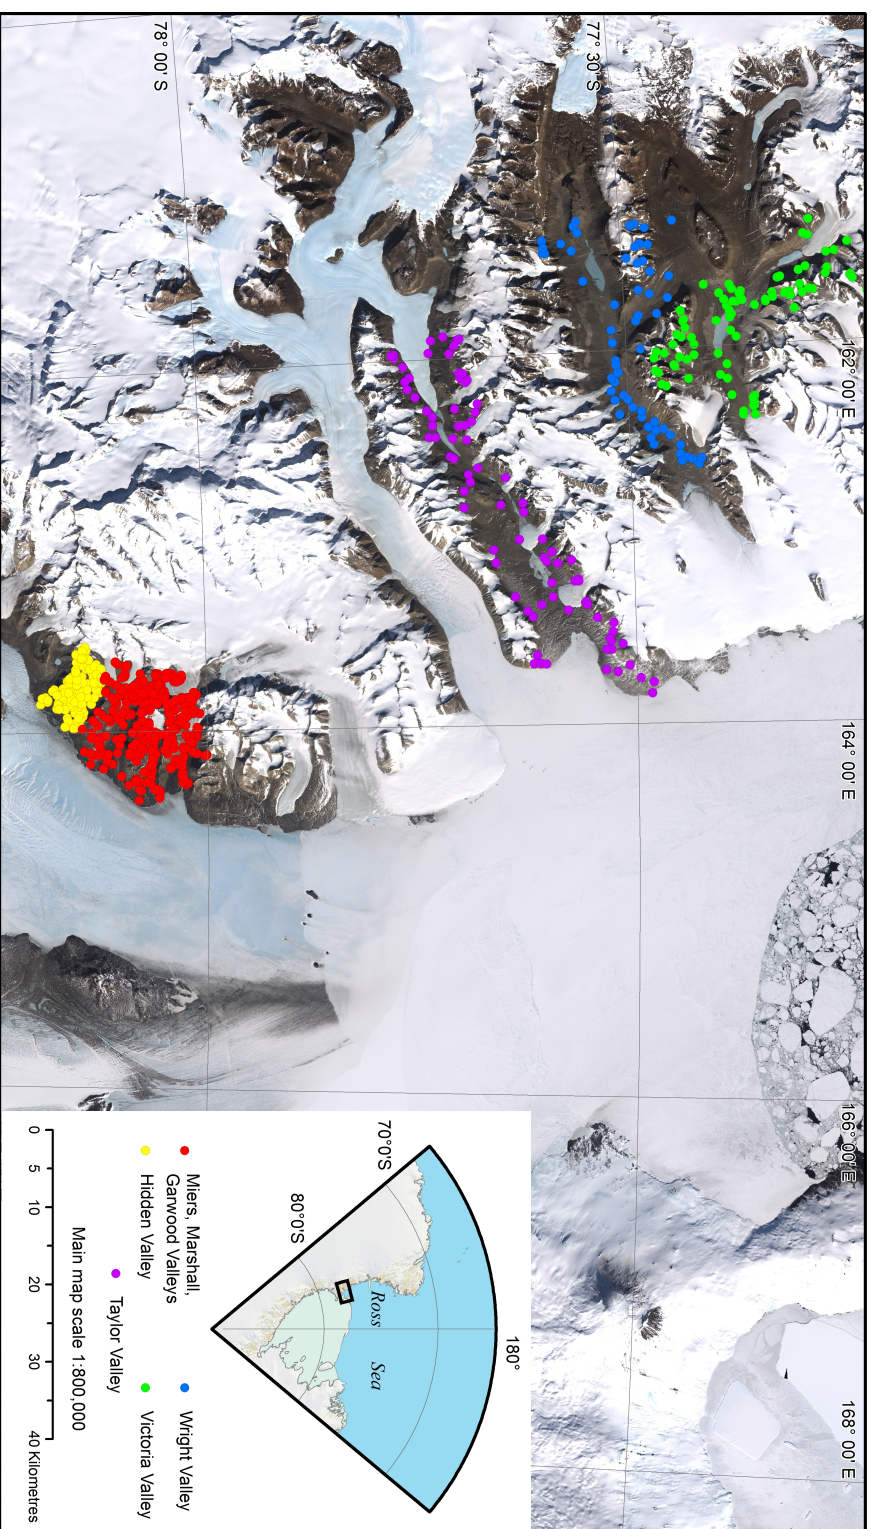 162° 00' E
164° 00' E
166° 00' E
168° 00' E
77° 30' S
78° 00' S
180°
70°0'S
80°0'S
Ross Sea
Miers, Marshall,
Garwood Valleys
Hidden Valley
Taylor Valley
Wright Valley
Victoria Valley
Main map scale 1:800,000
0 5 10 20 30 40 Kilometres